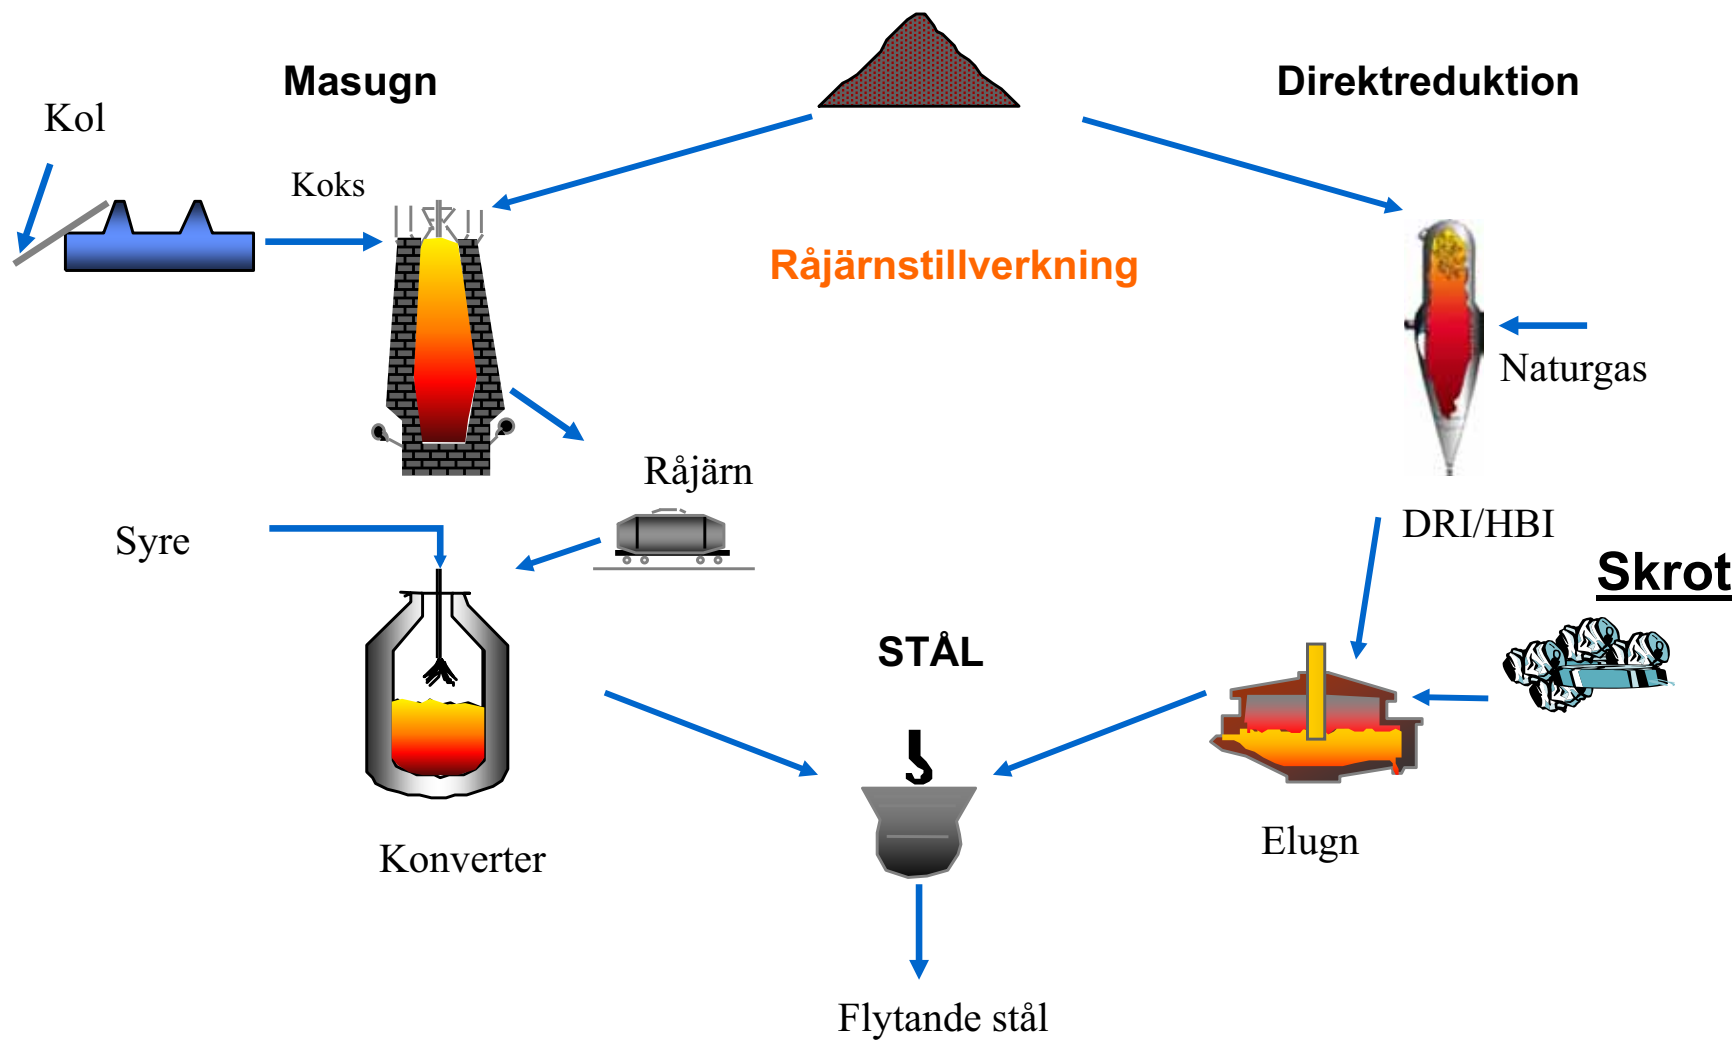 Masugn
Direktreduktion
Kol
Koks
Råjärnstillverkning
Naturgas
Råjärn
Syre
DRI/HBI
Skrot
STÅL
Elugn
Konverter
Flytande stål